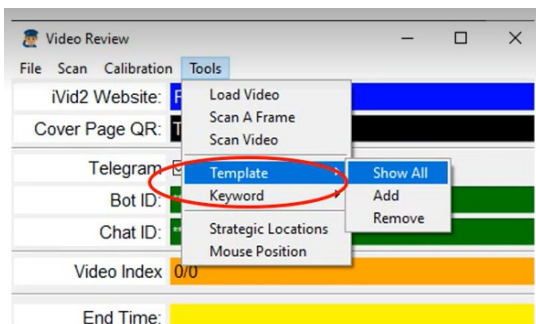 Video Review
File Scan Calibration Tools
iVid2 Website:
Load Video
Scan A Frame
Cover Page QR:
Scan Video
Telegram
Template
Show All
Bot ID:
Keyword
Add
Remove
Chat ID:
Strategic Locations
Mouse Position
Video Index 0/0
End Time: